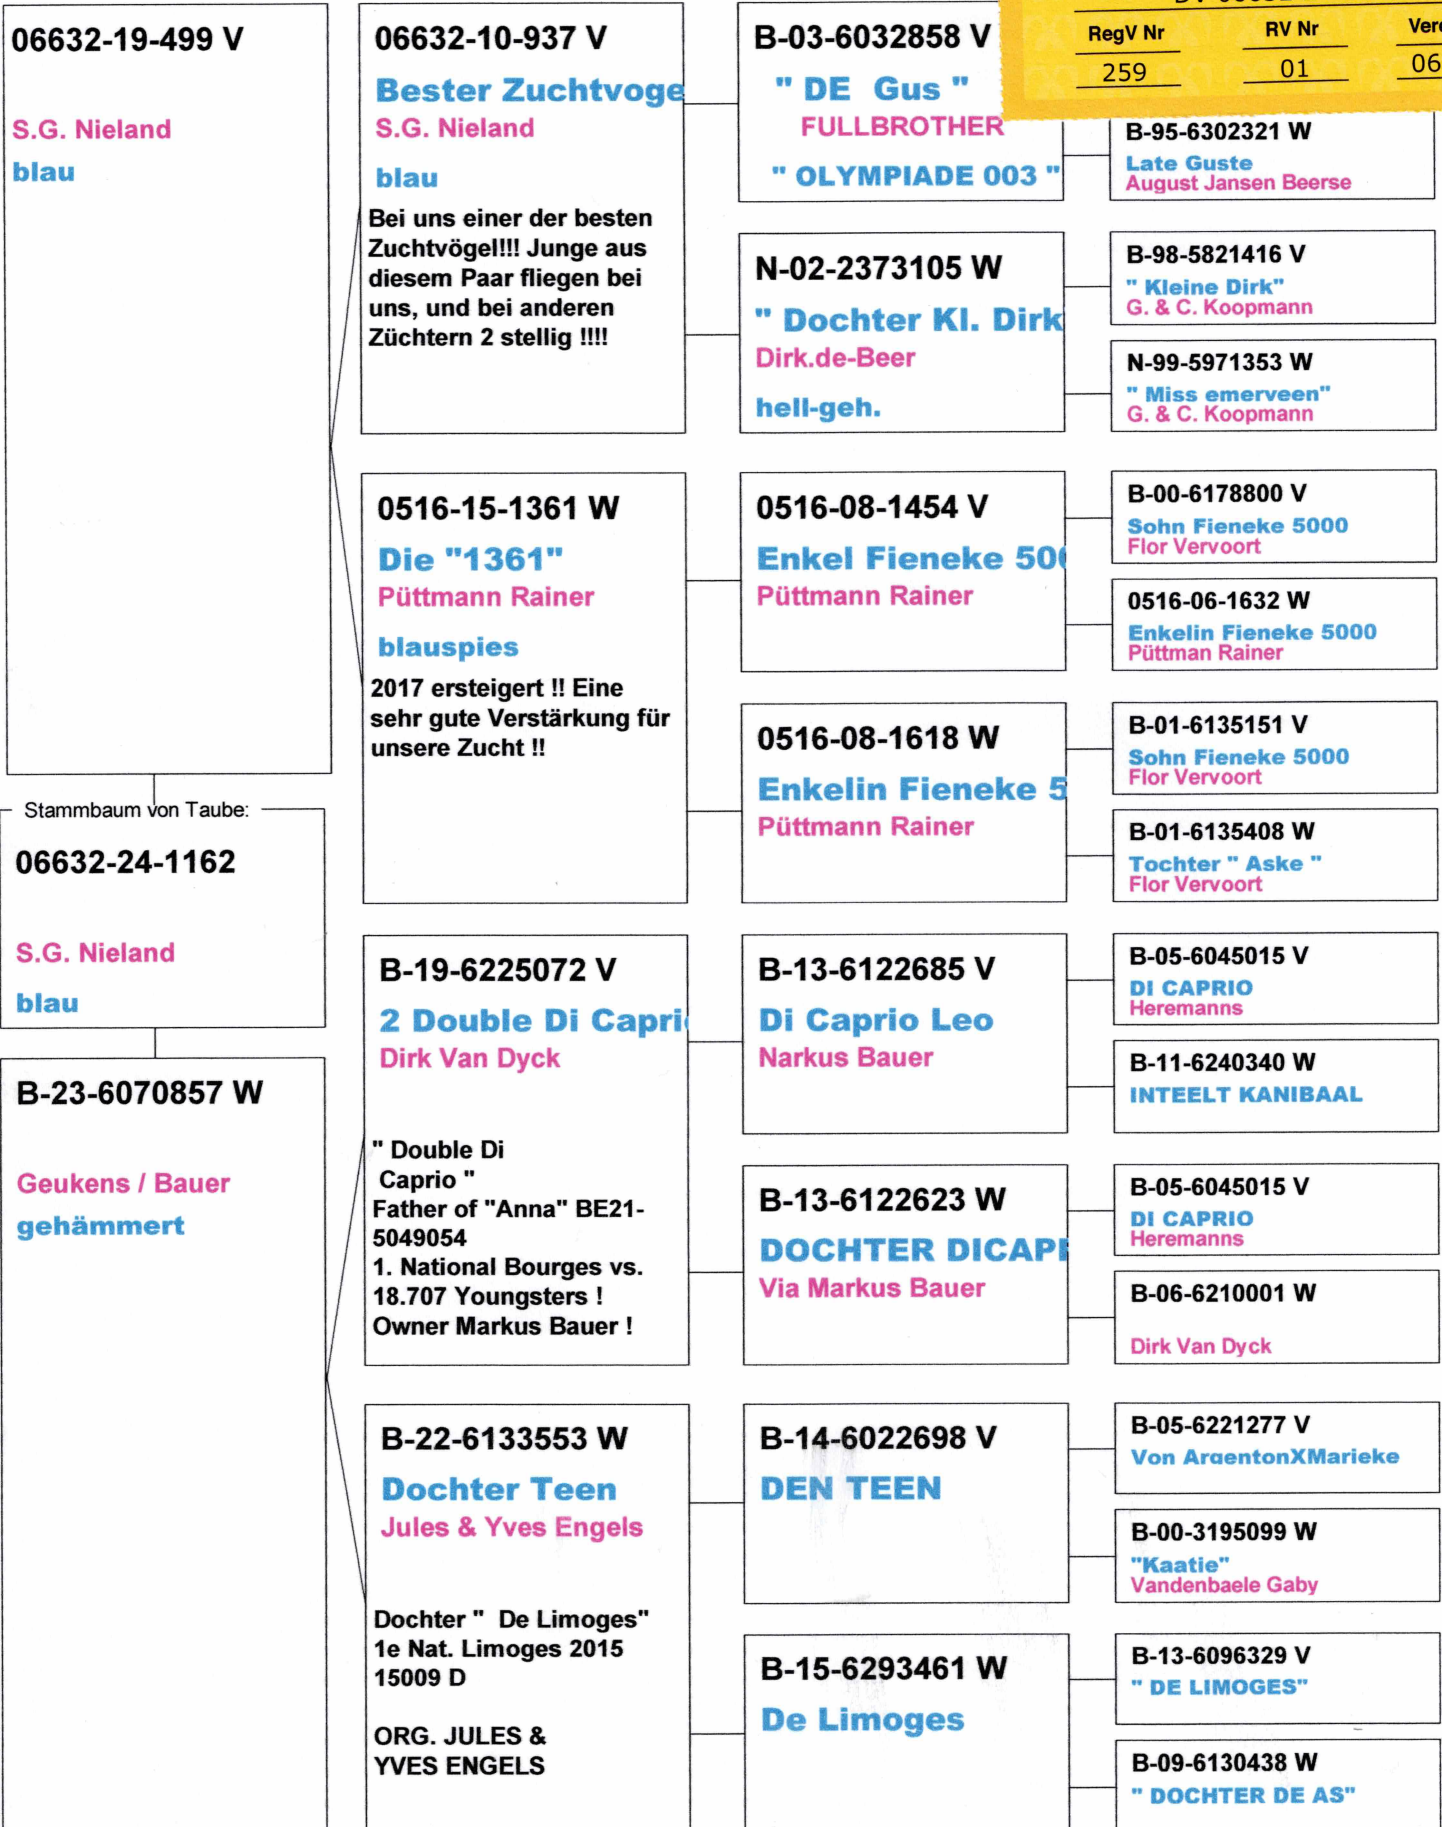 06632-19-499 V
S.G. Nieland
blau
Stammbaum von Taube:
06632-24-1162
S.G. Nieland
blau
B-23-6070857 W
Geukens / Bauer
gehämmert
06632-10-937 V
Bester Zuchtvoge
S.G. Nieland
blau
Bei uns einer der besten
Zuchtvögel!!! Junge aus
diesem Paar fliegen bei
uns, und bei anderen
Züchtern 2 stellig !!!!
0516-15-1361 W
Die "1361"
Püttmann Rainer
blauspies
2017 ersteigert !! Eine
sehr gute Verstärkung für
unsere Zucht !!
B-19-6225072 V
2 Double Di Capri
Dirk Van Dyck
" Double Di
Caprio "
Father of "Anna" BE21-
5049054
1. National Bourges vs.
18.707 Youngsters !
Owner Markus Bauer !
B-22-6133553 W
Dochter Teen
Jules & Yves Engels
Dochter " De Limoges"
1e Nat. Limoges 2015
15009 D
ORG. JULES &
YVES ENGELS
B-03-6032858 V
" DE Gus "
FULLBROTHER
" OLYMPIADE 003 "
N-02-2373105 W
" Dochter Kl. Dirk
Dirk.de-Beer
hell-geh.
0516-08-1454 V
Enkel Fieneke 500
Püttmann Rainer
0516-08-1618 W
Enkelin Fieneke 5
Püttmann Rainer
B-13-6122685 V
Di Caprio Leo
Narkus Bauer
B-13-6122623 W
DOCHTER DICAP
Via Markus Bauer
B-14-6022698 V
DEN TEEN
B-15-6293461 W
De Limoges
RegV Nr RV Nr Vere
259 01 06
B-95-6302321 W
Late Guste
August Jansen Beerse
B-98-5821416 V
" Kleine Dirk"
G. & C. Koopmann
N-99-5971353 W
" Miss emerveen"
G. & C. Koopmann
B-00-6178800 V
Sohn Fieneke 5000
Flor Vervoort
0516-06-1632 W
Enkelin Fieneke 5000
Püttman Rainer
B-01-6135151 V
Sohn Fieneke 5000
Flor Vervoort
B-01-6135408 W
Tochter " Aske "
Flor Vervoort
B-05-6045015 V
DI CAPRIO
Heremanns
B-11-6240340 W
INTEELT KANIBAAL
B-05-6045015 V
DI CAPRIO
Heremanns
B-06-6210001 W
Dirk Van Dyck
B-05-6221277 V
Von ArgentonXMarieke
B-00-3195099 W
"Kaatie"
Vandenbaele Gaby
B-13-6096329 V
" DE LIMOGES"
B-09-6130438 W
" DOCHTER DE AS"